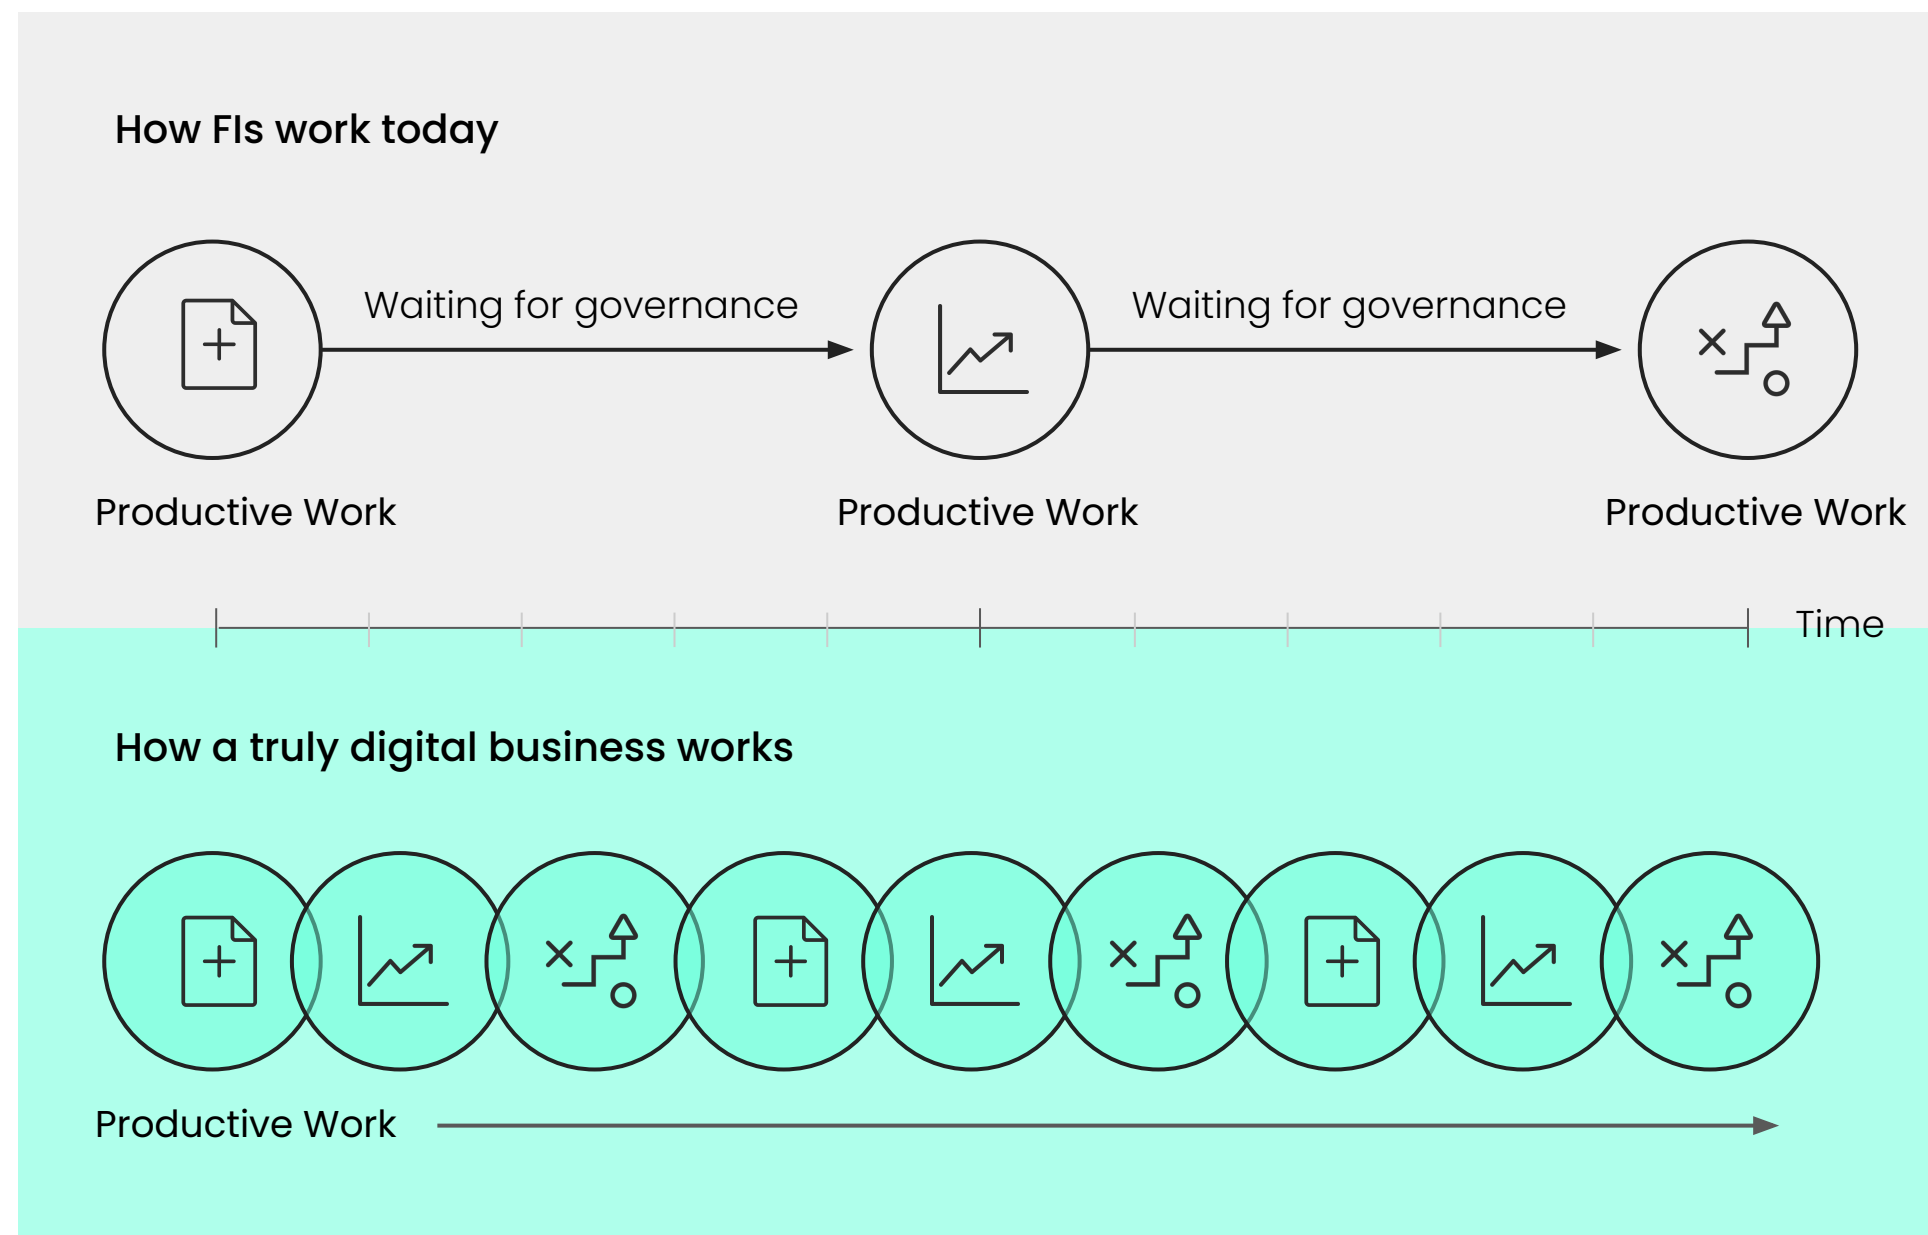 How FIs work today
Waiting for governance
Waiting for governance
Productive Work
Productive Work
Productive Work
Time
How a truly digital business works
Productive Work